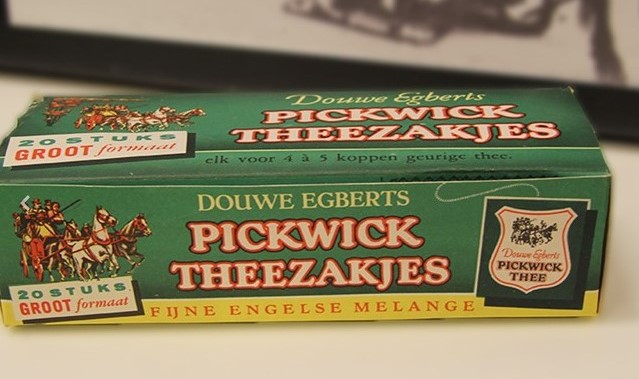 Douwe Egberts
PICKWICK
THEEZAKJES
20 STUKS
GROOT formaat
elk voor 4 à 5 koppen geurige thee.
DOUWE EGBERTS
PICKWICK
THEEZAKJES
20 STUKS
GROOT formaat
FIJNE ENGELSE MELANGE
Douwe Egberts
PICKWICK
THEE